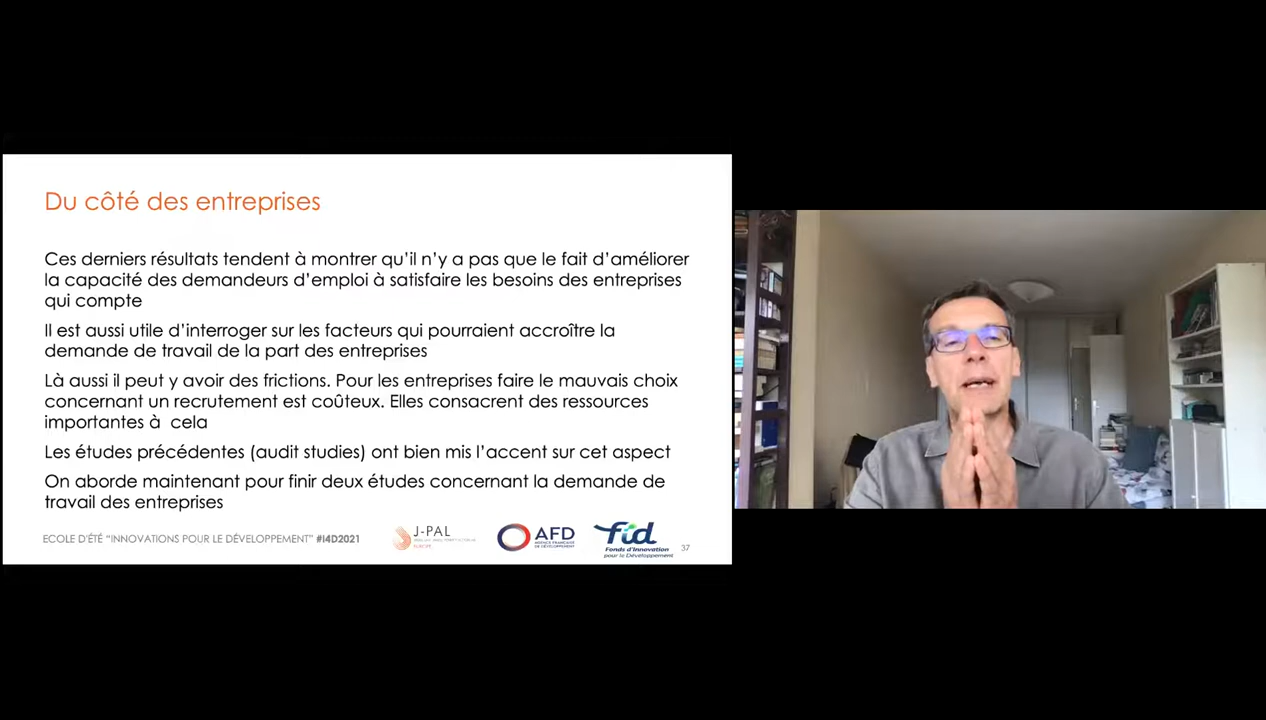 Du côté des entreprises
Ces derniers résultats tendent à montrer qu'il n'y a pas que le fait d'améliorer
la capacité des demandeurs d'emploi à satisfaire les besoins des entreprises
qui compte
Il est aussi utile d'interroger sur les facteurs qui pourraient accroître la
demande de travail de la part des entreprises
Là aussi il peut y avoir des frictions. Pour les entreprises faire le mauvais choix
concernant un recrutement est coûteux. Elles consacrent des ressources
importantes à cela
Les études précédentes (audit studies) ont bien mis l'accent sur cet aspect
On aborde maintenant pour finir deux études concernant la demande de
travail des entreprises
ECOLE D'ÉTÉ "INNOVATIONS POUR LE DÉVELOPPEMENT" #I4D2021
J-PAL
EUROPE
AFD
AGENCE FRANÇAISE
DE DÉVELOPPEMENT
fid
Fonds d'Innovation
pour le Développement
37